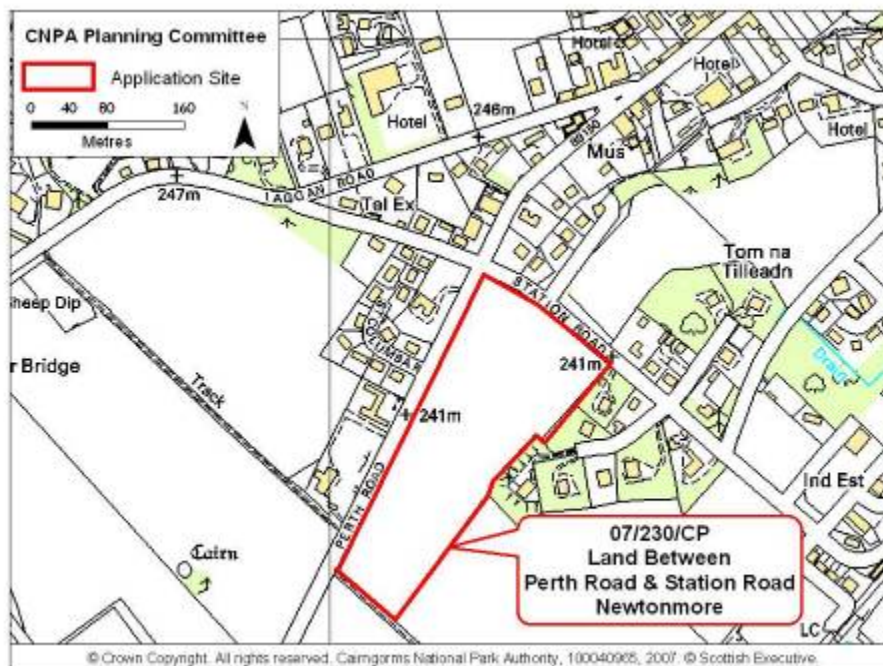 CNPA Planning Committee
Application Site
0 40 80 160
Metres
N
Hotel
Hotel
Hotel
Hotel
246m
B9150
Mus
247m
LAGGAN ROAD
Tel Ex
Tom na
Tilleadn
STATION ROAD
Sheep Dip
r Bridge
Track
241m
241m
Drain
PERTH ROAD
Ind Est
Cairn
07/230/CP
Land Between
Perth Road & Station Road
Newtonmore
LC
© Crown Copyright. All rights reserved. Cairngorms National Park Authority, 100040965, 2007. © Scottish Executive.